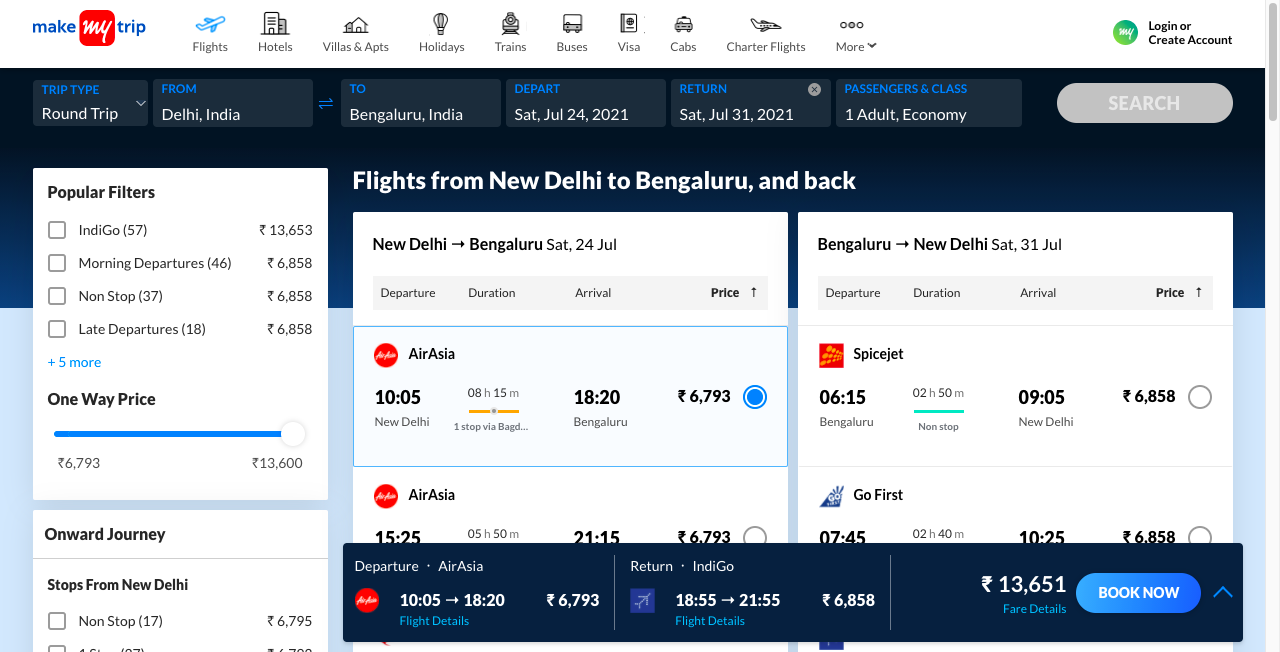 make my trip
Flights
Hotels
Villas & Apts
Holidays
Trains
Buses
Visa
Cabs
Charter Flights
More
my
Login or
Create Account
TRIP TYPE
Round Trip
FROM
Delhi, India
TO
Bengaluru, India
DEPART
Sat, Jul 24, 2021
RETURN
Sat, Jul 31, 2021
PASSENGERS & CLASS
1 Adult, Economy
SEARCH
Popular Filters
IndiGo (57) ₹ 13,653
Morning Departures (46) ₹ 6,858
Non Stop (37) ₹ 6,858
Late Departures (18) ₹ 6,858
+ 5 more
One Way Price
₹6,793 ₹13,600
Onward Journey
Stops From New Delhi
Non Stop (17) ₹ 6,795
Flights from New Delhi to Bengaluru, and back
New Delhi → Bengaluru Sat, 24 Jul
Departure Duration Arrival Price ↑
AirAsia
10:05 08 h 15 m 18:20 ₹ 6,793
New Delhi 1 stop via Bagd... Bengaluru
AirAsia
15:25 05 h 50 m 21:15 ₹ 6,793
Bengaluru → New Delhi Sat, 31 Jul
Departure Duration Arrival Price ↑
Spicejet
06:15 02 h 50 m 09:05 ₹ 6,858
Bengaluru Non stop New Delhi
Go First
07:45 02 h 40 m 10:25 ₹ 6,858
Departure · AirAsia
10:05 → 18:20 ₹ 6,793
Flight Details
Return · IndiGo
18:55 → 21:55 ₹ 6,858
Flight Details
₹ 13,651
Fare Details
BOOK NOW